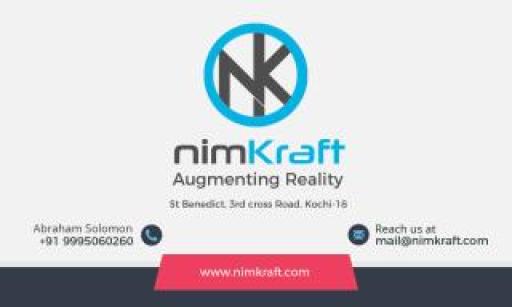 NK
nimKraft
Augmenting Reality
St Benedict, 3rd cross Road, Kochi-18
Abraham Solomon
+91 9995060260
Reach us at
mail@nimkraft.com
www.nimkraft.com